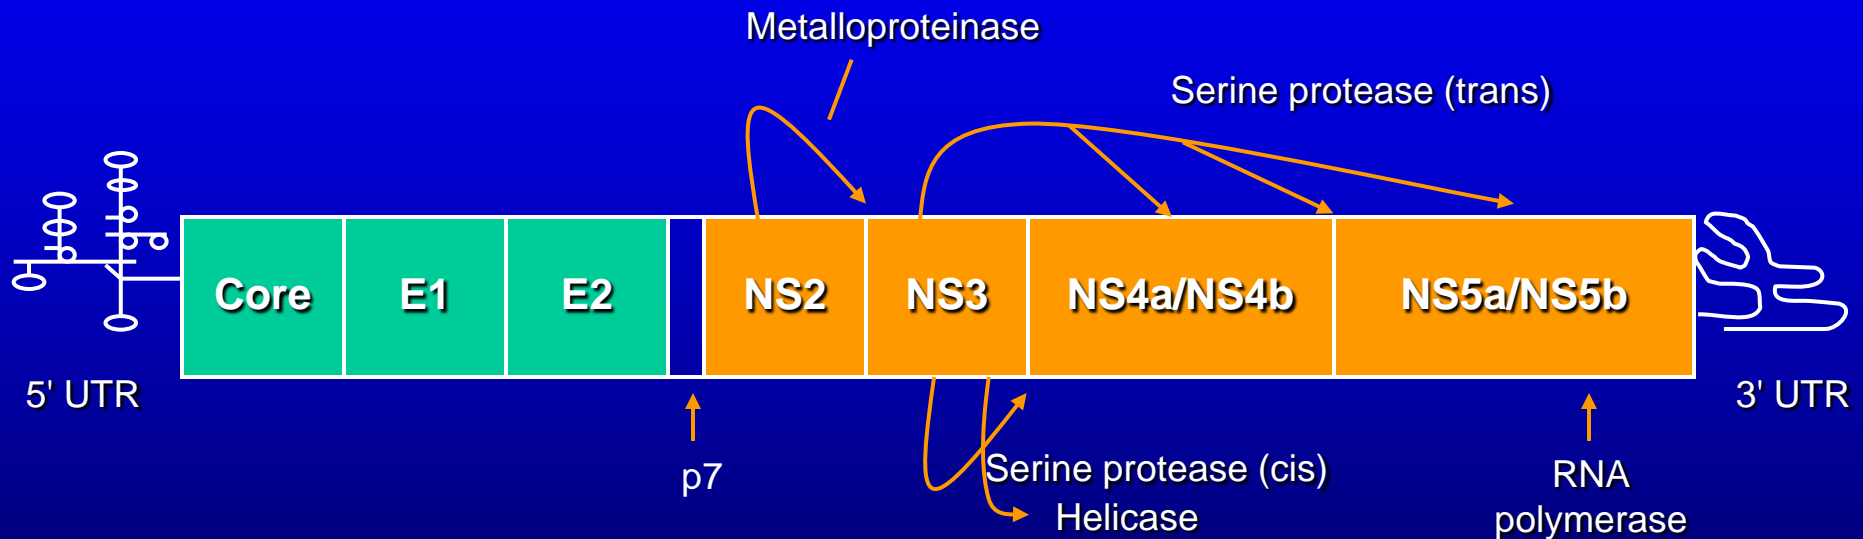 Metalloproteinase
Serine protease (trans)
Core
E1
E2
NS2
NS3
NS4a/NS4b
NS5a/NS5b
5' UTR
3' UTR
p7
Serine protease (cis)
Helicase
RNA
polymerase